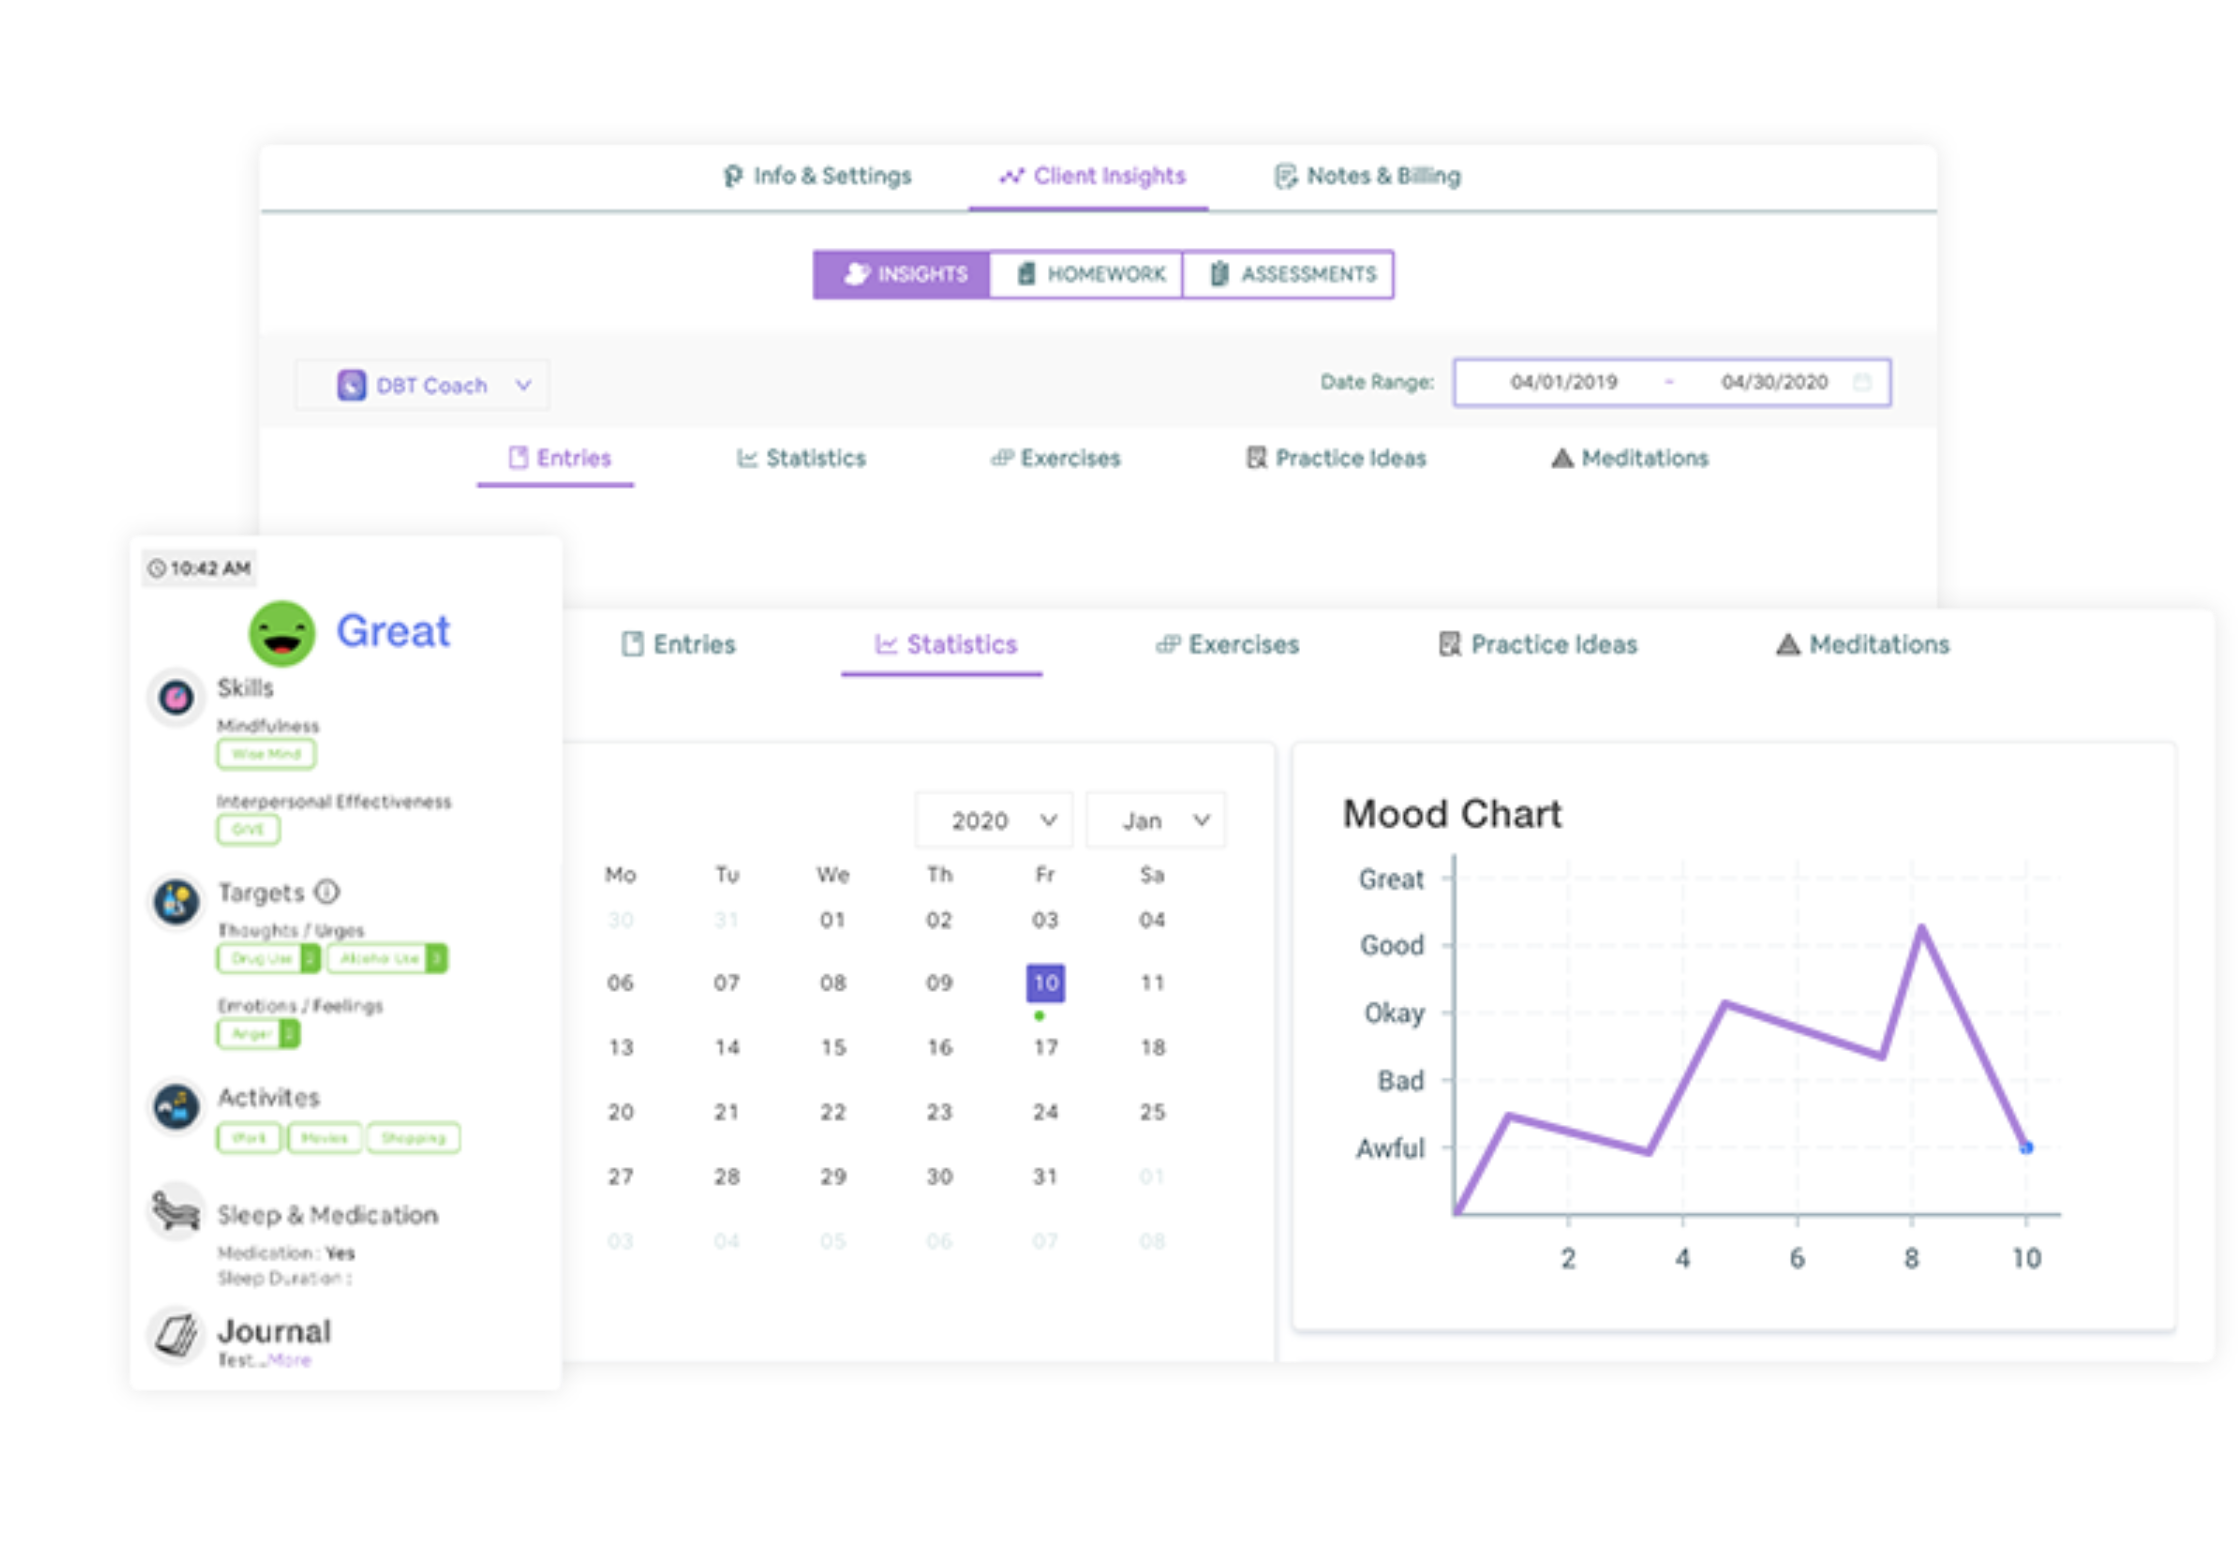 Info & Settings Client Insights Notes & Billing
INSIGHTS HOMEWORK ASSESSMENTS
DBT Coach Date Range: 04/01/2019 - 04/30/2020
Entries Statistics Exercises Practice Ideas Meditations
10:42 AM
Great
Skills
Mindfulness
Wise Mind
Interpersonal Effectiveness
GIVE
Targets
Thoughts / Urges
Drug Use 2 Alcohol Use 3
Emotions / Feelings
Anger
Activites
Work Movies Shopping
Sleep & Medication
Medication : Yes
Sleep Duration :
Journal
Test...More
Entries Statistics Exercises Practice Ideas Meditations
2020 Jan
Mo Tu We Th Fr Sa
30 31 01 02 03 04
06 07 08 09 10 11
13 14 15 16 17 18
20 21 22 23 24 25
27 28 29 30 31 01
03 04 05 06 07 08
Mood Chart
Great
Good
Okay
Bad
Awful
2 4 6 8 10